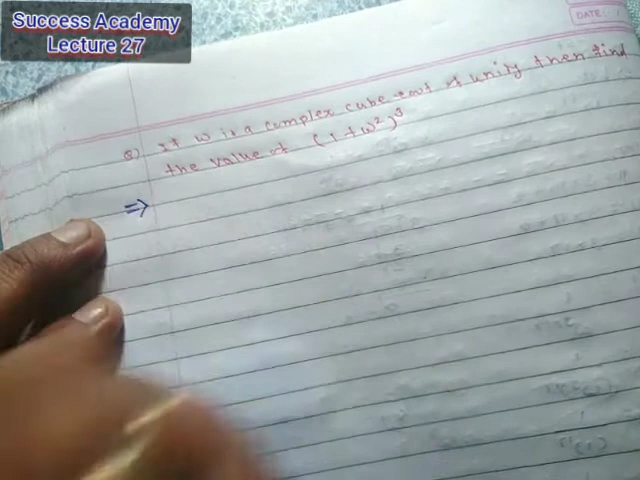 Success Academy
Lecture 27
DATE:
Q) If ω is a complex cube root of unity then find
the value of (1+ω²)³
⇒